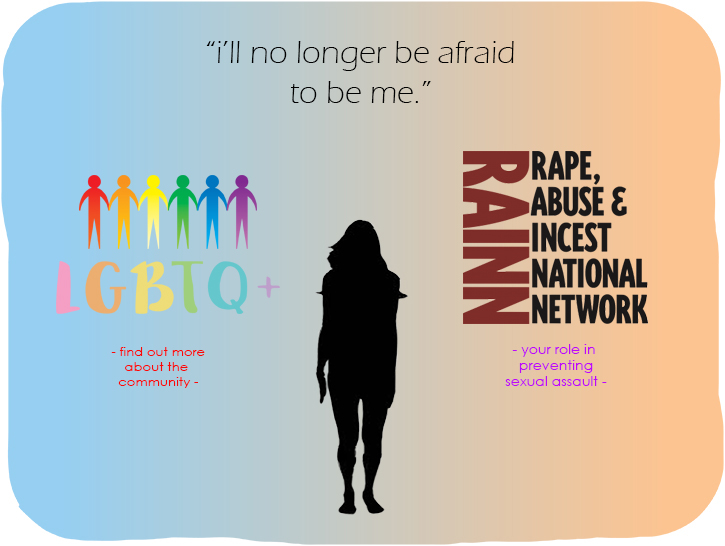 “i’ll no longer be afraid
to be me.”
LGBTQ+
- find out more
about the
community -
RAINN
RAPE,
ABUSE &
INCEST
NATIONAL
NETWORK
- your role in
preventing
sexual assault -